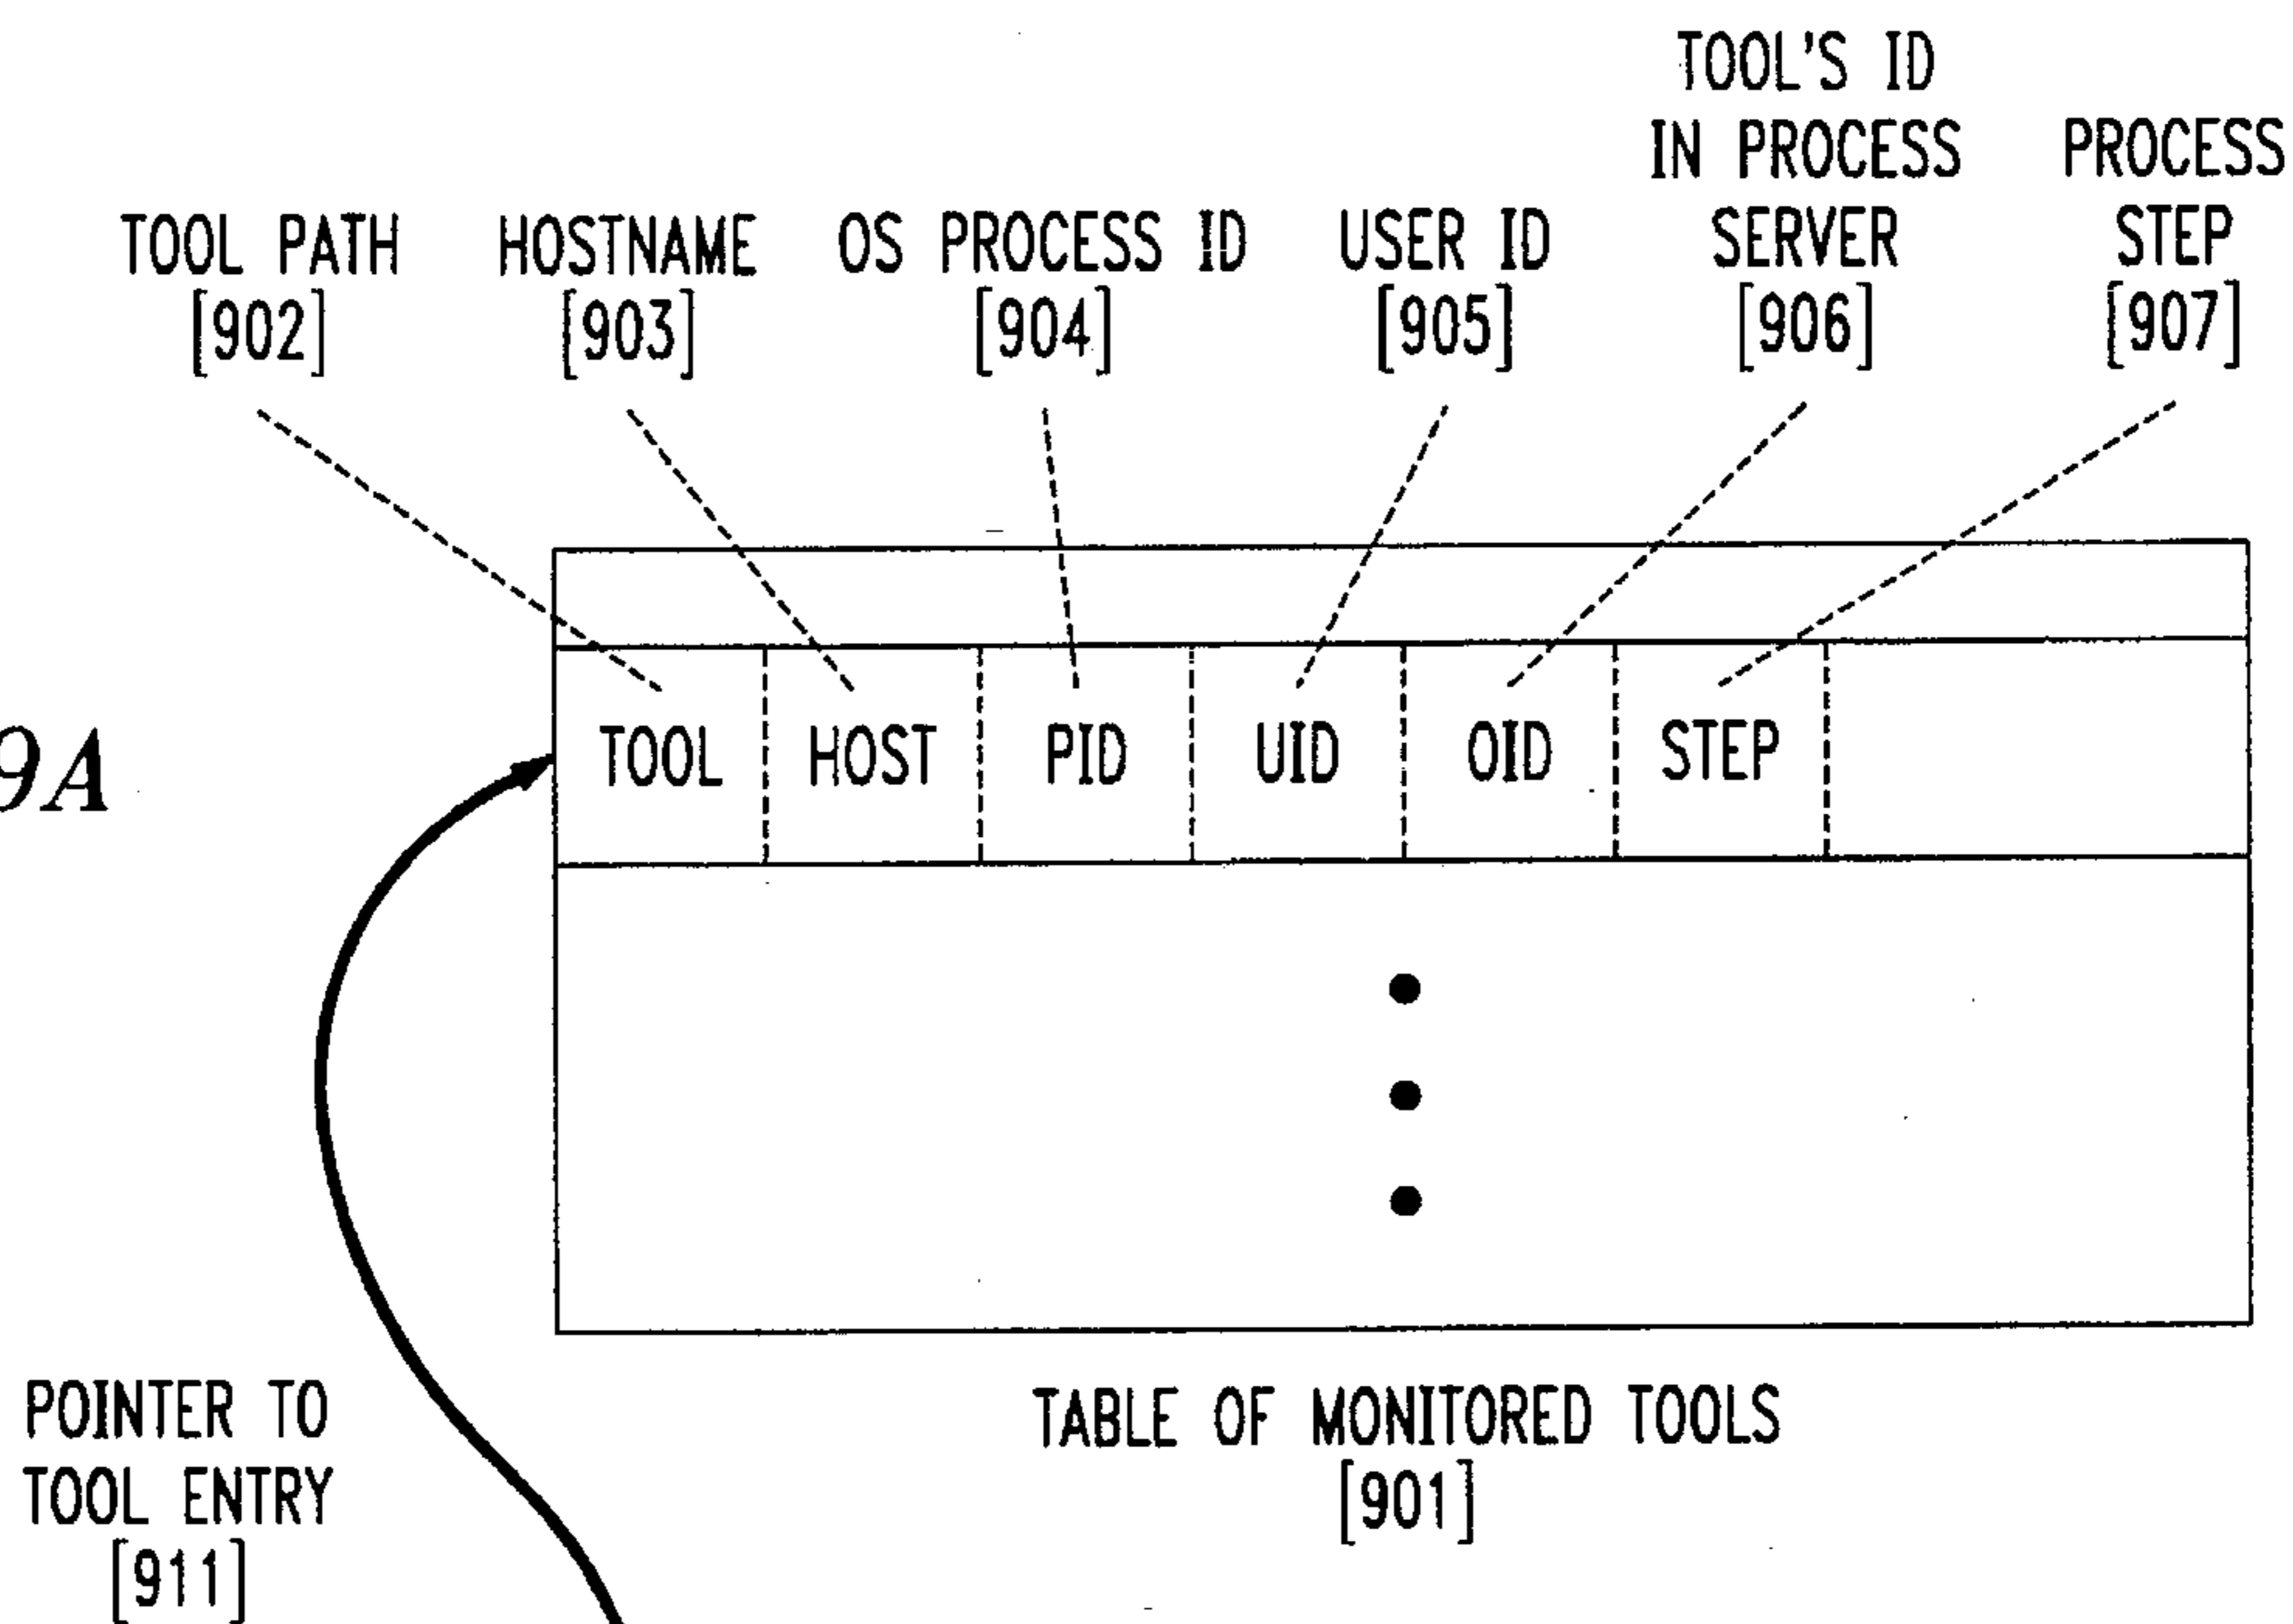 TOOL'S ID
IN PROCESS PROCESS
TOOL PATH HOSTNAME OS PROCESS ID USER ID SERVER STEP
[902] [903] [904] [905] [906] [907]
TOOL HOST PID UID OID STEP
9A
POINTER TO
TOOL ENTRY
[911]
TABLE OF MONITORED TOOLS
[901]